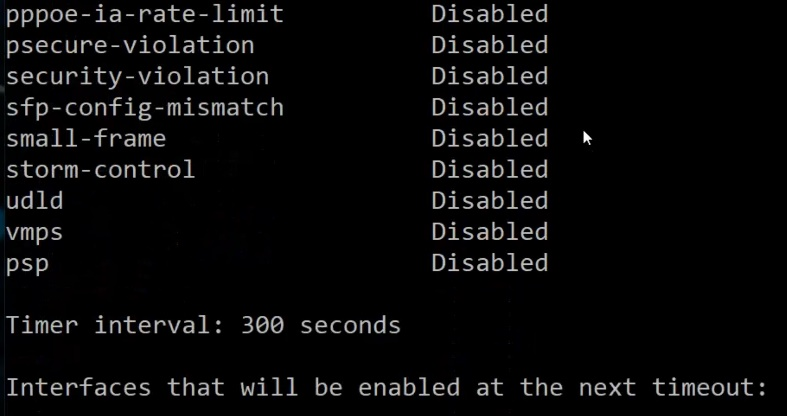 pppoe-ia-rate-limit Disabled
psecure-violation Disabled
security-violation Disabled
sfp-config-mismatch Disabled
small-frame Disabled
storm-control Disabled
udld Disabled
vmps Disabled
psp Disabled
Timer interval: 300 seconds
Interfaces that will be enabled at the next timeout: